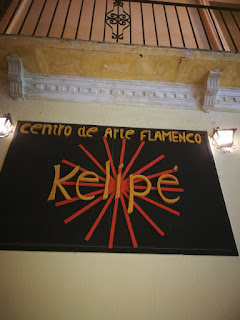 Centro de Arte FLAMENCO
Kelipé